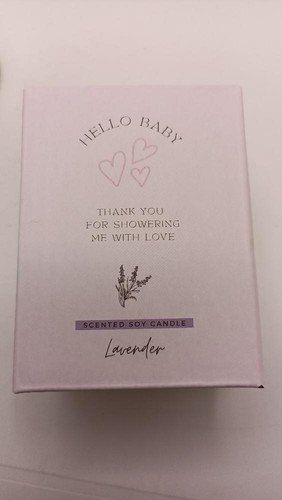 HELLO BABY
THANK YOU
FOR SHOWERING
ME WITH LOVE
SCENTED SOY CANDLE
Lavender